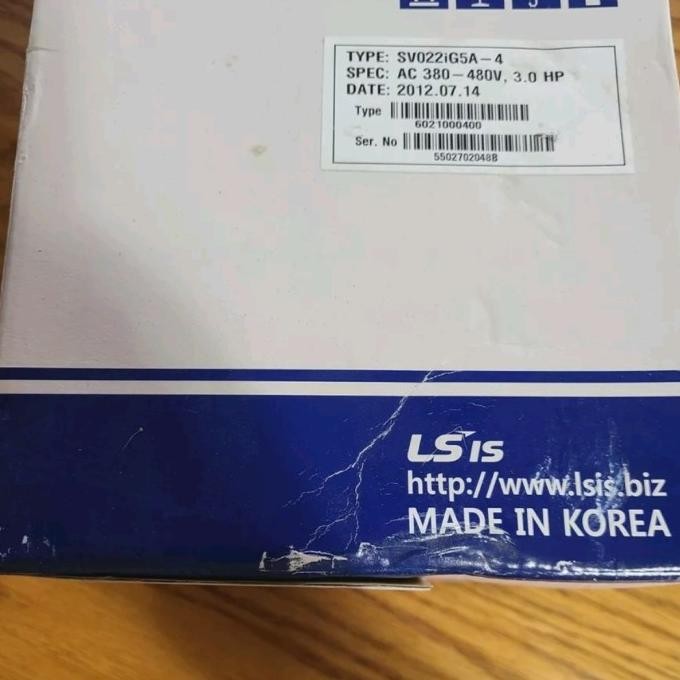 TYPE: SV022iG5A-4
SPEC: AC 380-480V, 3.0 HP
DATE: 2012.07.14
Type
6021000400
Ser. No
5502702048B
LSIS
http://www.lsis.biz
MADE IN KOREA